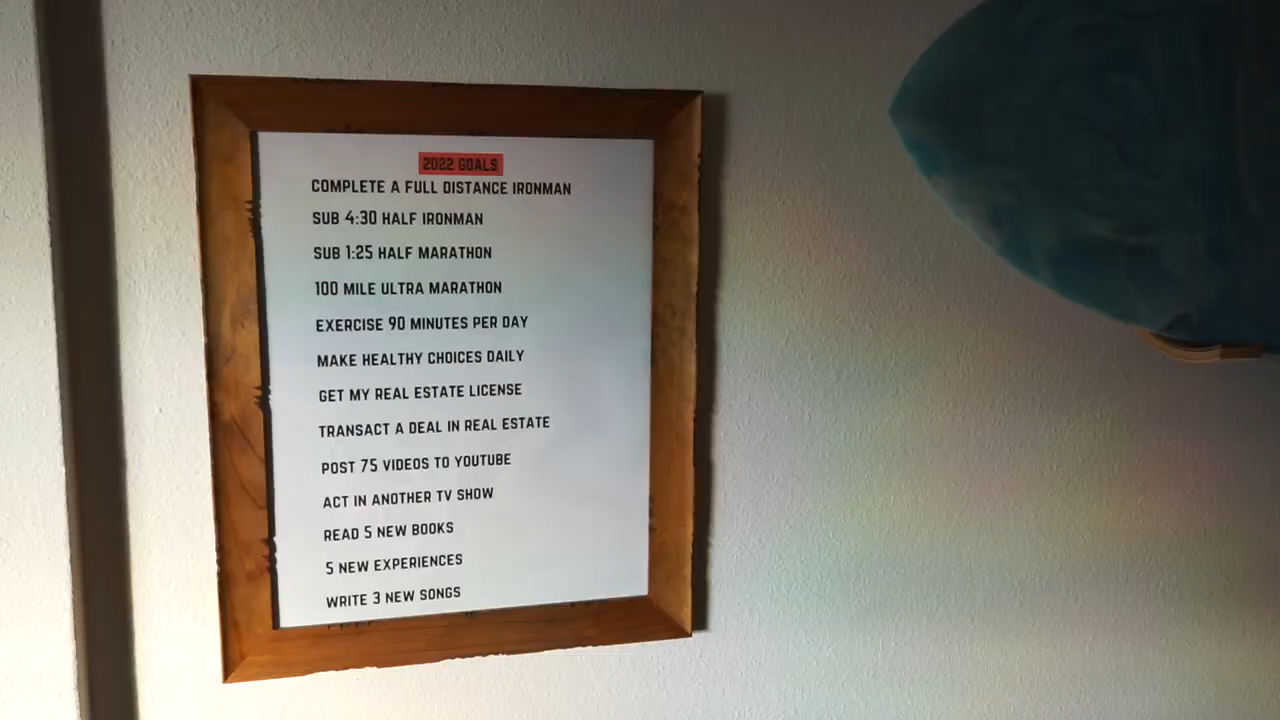 2022 GOALS
COMPLETE A FULL DISTANCE IRONMAN
SUB 4:30 HALF IRONMAN
SUB 1:25 HALF MARATHON
100 MILE ULTRA MARATHON
EXERCISE 90 MINUTES PER DAY
MAKE HEALTHY CHOICES DAILY
GET MY REAL ESTATE LICENSE
TRANSACT A DEAL IN REAL ESTATE
POST 75 VIDEOS TO YOUTUBE
ACT IN ANOTHER TV SHOW
READ 5 NEW BOOKS
5 NEW EXPERIENCES
WRITE 3 NEW SONGS